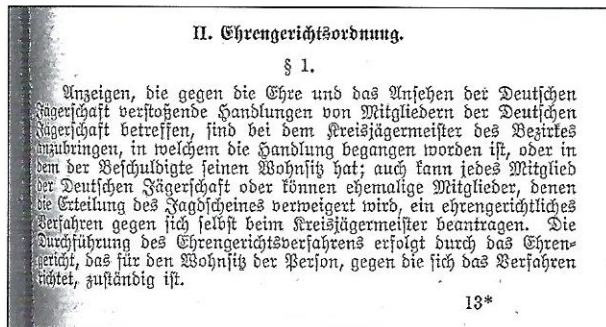 II. Ehrengerichtsordnung.
§ 1.
Anzeigen, die gegen die Ehre und das Ansehen der Deutschen
Jägerschaft verstoßende Handlungen von Mitgliedern der Deutschen
Jägerschaft betreffen, sind bei dem Kreisjägermeister des Bezirkes
anzubringen, in welchem die Handlung begangen worden ist, oder in
dem der Beschuldigte seinen Wohnsitz hat; auch kann jedes Mitglied
der Deutschen Jägerschaft oder können ehemalige Mitglieder, denen
die Erteilung des Jagdscheines verweigert wird, ein ehrengerichtliches
Verfahren gegen sich selbst beim Kreisjägermeister beantragen. Die
Durchführung des Ehrengerichtsverfahrens erfolgt durch das Ehren-
gericht, das für den Wohnsitz der Person, gegen die sich das Verfahren
richtet, zuständig ist.
13*